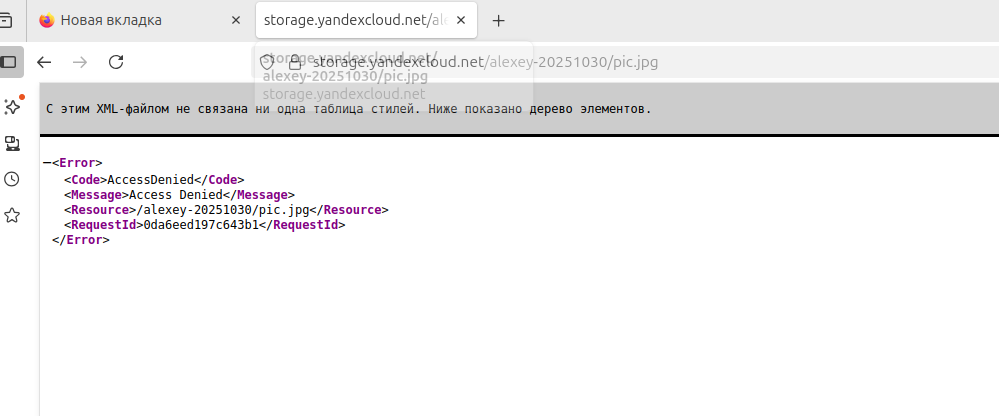 Новая вкладка
storage.yandexcloud.net/al
storage.yandexcloud.net/alexey-20251030/pic.jpg
storage.yandexcloud.net/
alexey-20251030/pic.jpg
storage.yandexcloud.net
С этим XML-файлом не связана ни одна таблица стилей. Ниже показано дерево элементов.
—<Error>
<Code>AccessDenied</Code>
<Message>Access Denied</Message>
<Resource>/alexey-20251030/pic.jpg</Resource>
<RequestId>0da6eed197c643b1</RequestId>
</Error>